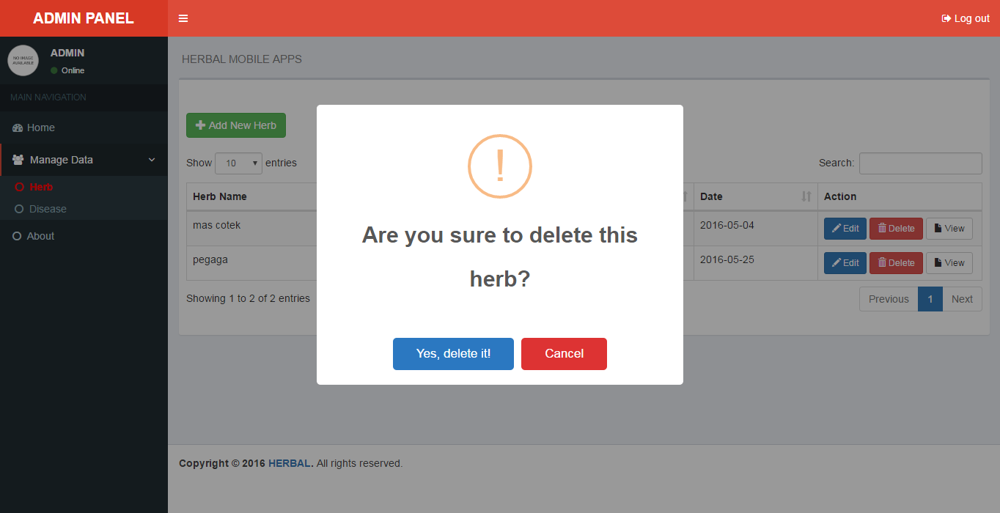 ADMIN PANEL
Log out
NO IMAGE
AVAILABLE
ADMIN
Online
MAIN NAVIGATION
Home
Manage Data
Herb
Disease
About
HERBAL MOBILE APPS
Add New Herb
Show 10 entries
Search:
Herb Name Date Action
mas cotek 2016-05-04 Edit Delete View
pegaga 2016-05-25 Edit Delete View
Showing 1 to 2 of 2 entries
Previous 1 Next
!
Are you sure to delete this
herb?
Yes, delete it! Cancel
Copyright © 2016 HERBAL. All rights reserved.